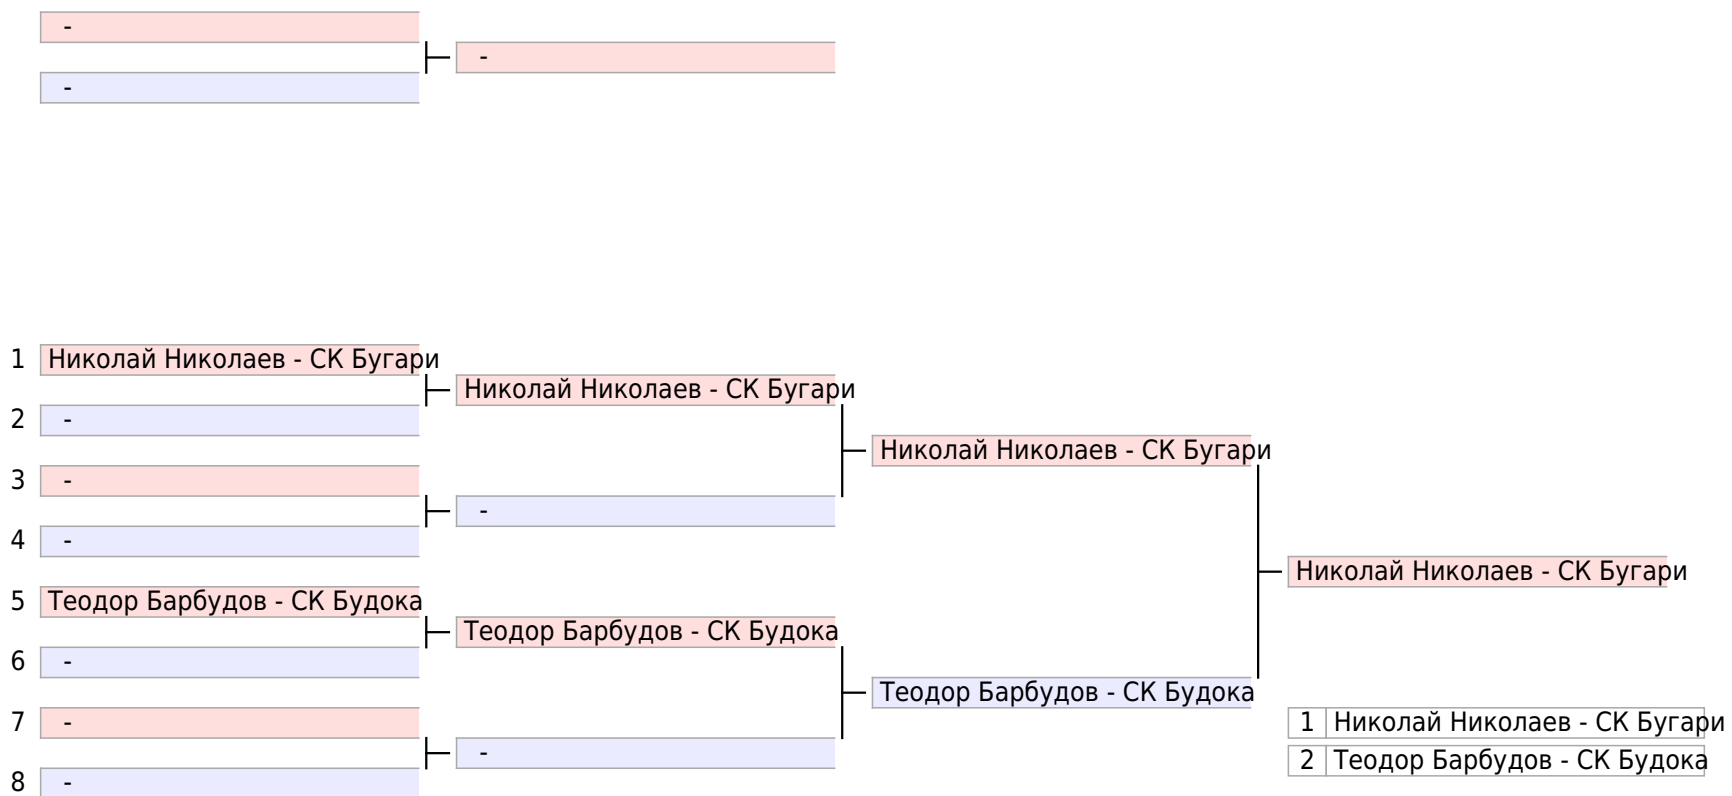 -
-
-
1 Николай Николаев - СК Бугари
Николай Николаев - СК Бугари
2 -
Николай Николаев - СК Бугари
3 -
-
4 -
Николай Николаев - СК Бугари
5 Теодор Барбудов - СК Будока
Теодор Барбудов - СК Будока
6 -
Теодор Барбудов - СК Будока
7 -
1 Николай Николаев - СК Бугари
-
2 Теодор Барбудов - СК Будока
8 -